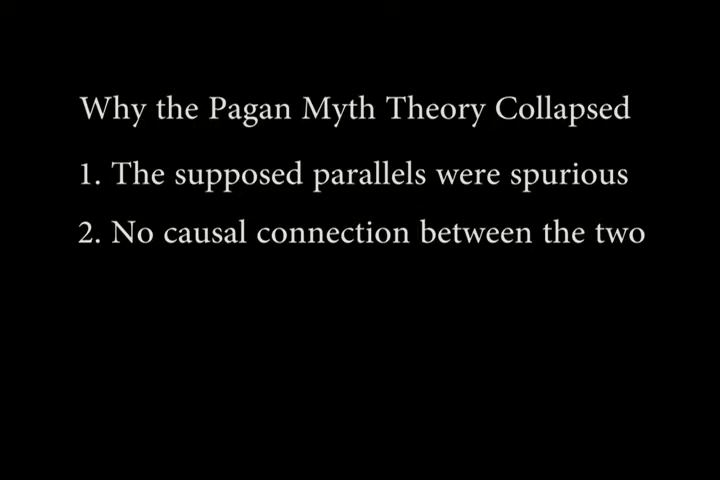 Why the Pagan Myth Theory Collapsed
1. The supposed parallels were spurious
2. No causal connection between the two